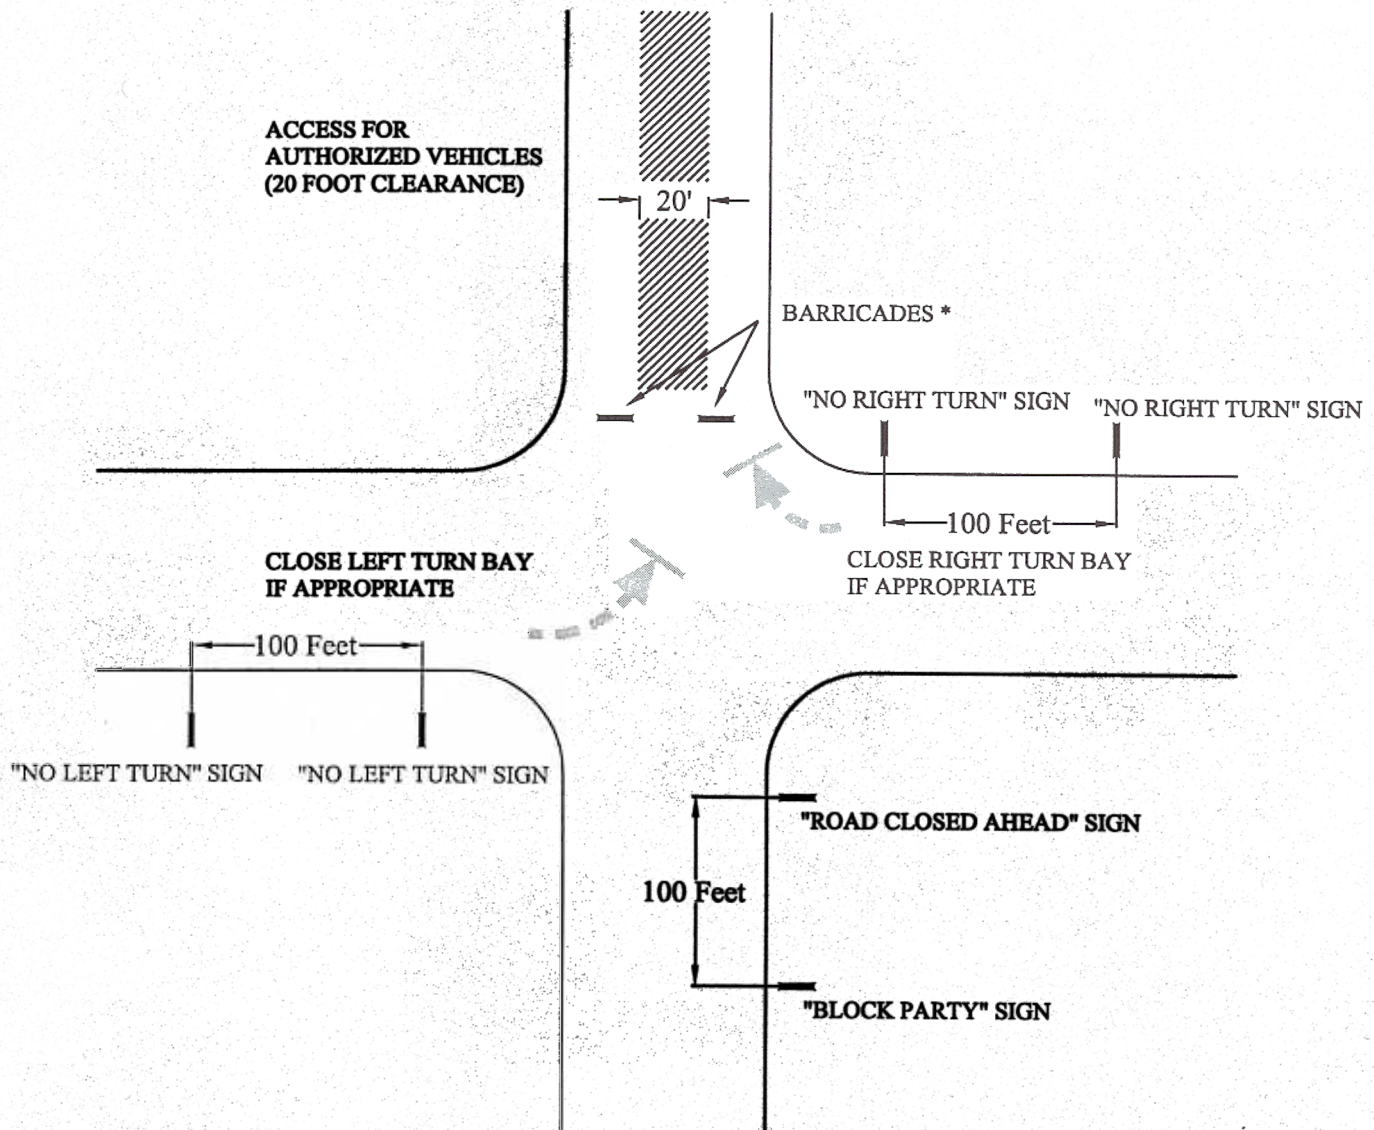 ACCESS FOR
AUTHORIZED VEHICLES
(20 FOOT CLEARANCE)
20'
BARRICADES *
"NO RIGHT TURN" SIGN
"NO RIGHT TURN" SIGN
100 Feet
CLOSE LEFT TURN BAY
IF APPROPRIATE
CLOSE RIGHT TURN BAY
IF APPROPRIATE
100 Feet
"NO LEFT TURN" SIGN
"NO LEFT TURN" SIGN
"ROAD CLOSED AHEAD" SIGN
100 Feet
"BLOCK PARTY" SIGN